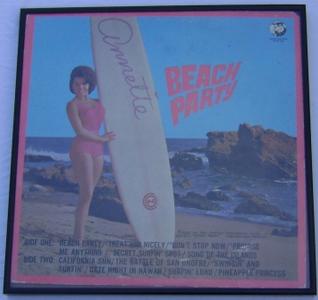 annette
BEACH
PARTY
SIDE ONE: BEACH PARTY/TREAT HIM NICELY/DON'T STOP NOW/PROMISE
ME ANYTHING/SECRET SURFIN' SPOT/SONG OF THE ISLANDS
SIDE TWO: CALIFORNIA SUN/THE BATTLE OF SAN ONOFRE/SWINGIN' AND
SURFIN'/DATE NIGHT IN HAWAII/SURFIN' LUAU/PINEAPPLE PRINCESS